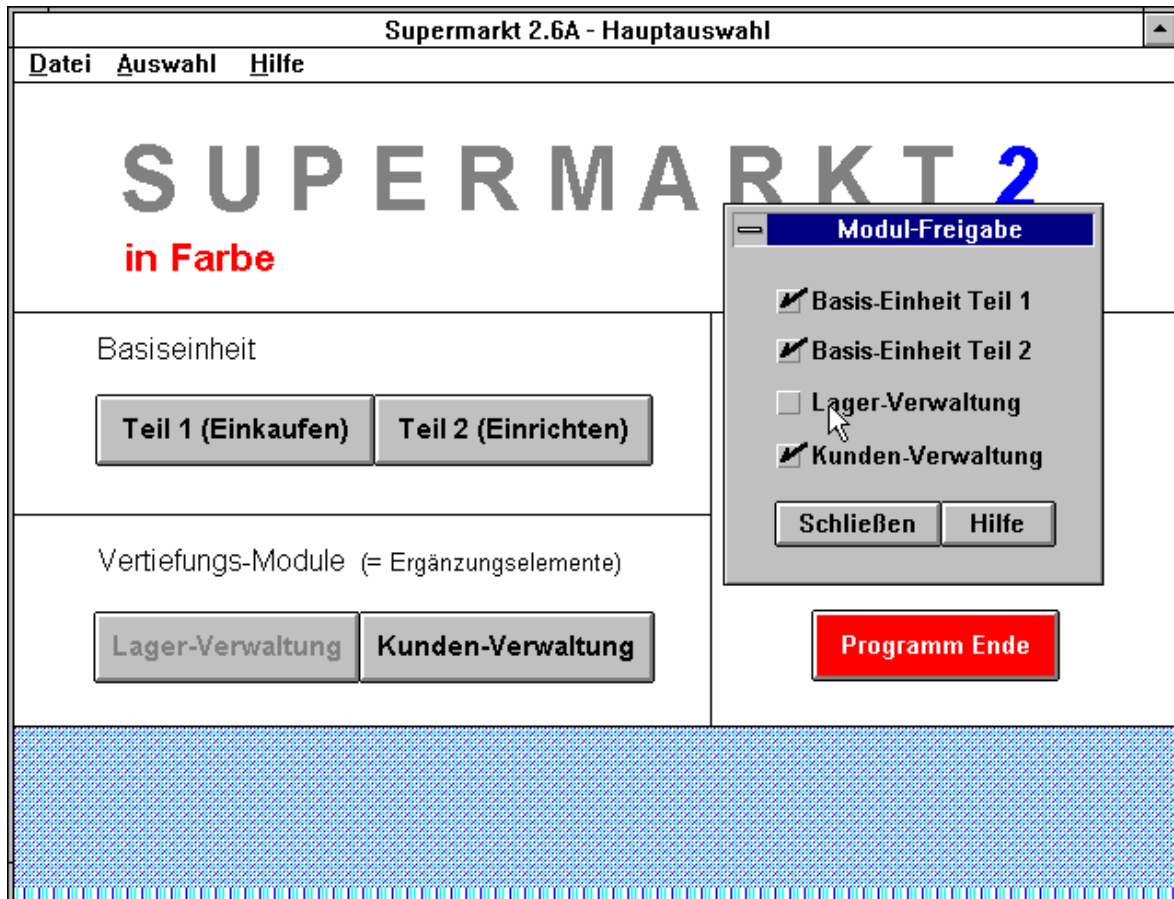 Supermarkt 2.6A - Hauptauswahl
Datei Auswahl Hilfe
SUPERMARKT 2
in Farbe
Basiseinheit
Teil 1 (Einkaufen) Teil 2 (Einrichten)
Vertiefungs-Module (= Ergänzungselemente)
Lager-Verwaltung Kunden-Verwaltung
Modul-Freigabe
Basis-Einheit Teil 1
Basis-Einheit Teil 2
Lager-Verwaltung
Kunden-Verwaltung
Schließen Hilfe
Programm Ende